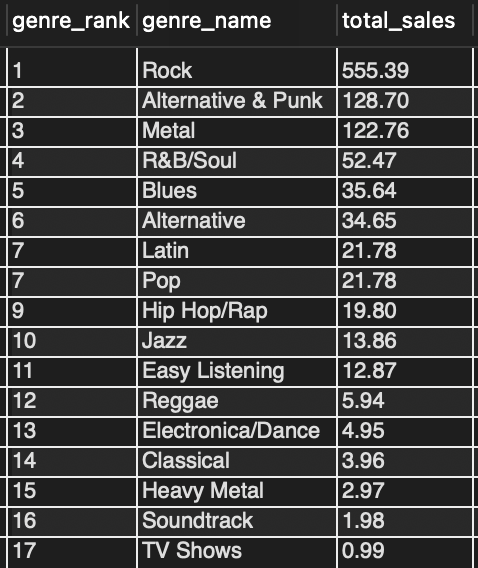 genre_rank genre_name total_sales
1 Rock 555.39
2 Alternative & Punk 128.70
3 Metal 122.76
4 R&B/Soul 52.47
5 Blues 35.64
6 Alternative 34.65
7 Latin 21.78
7 Pop 21.78
9 Hip Hop/Rap 19.80
10 Jazz 13.86
11 Easy Listening 12.87
12 Reggae 5.94
13 Electronica/Dance 4.95
14 Classical 3.96
15 Heavy Metal 2.97
16 Soundtrack 1.98
17 TV Shows 0.99